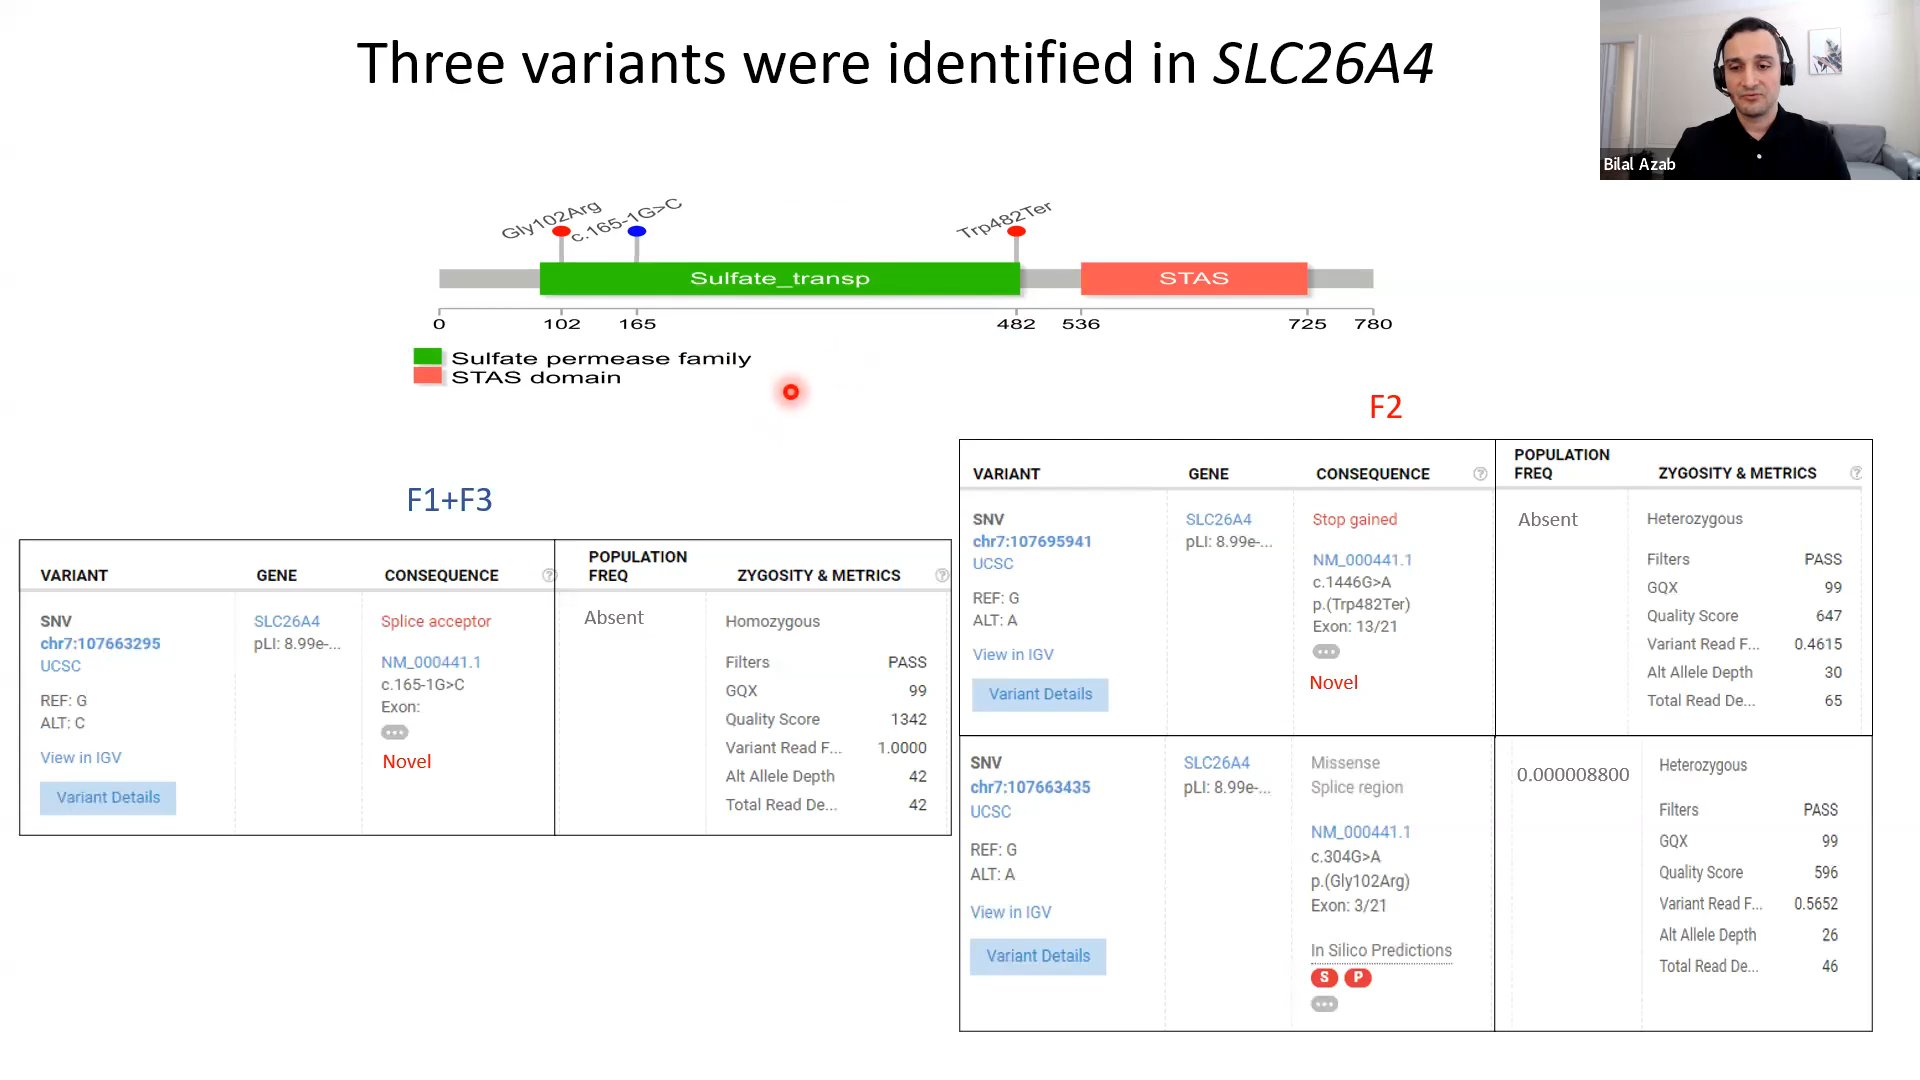 Three variants were identified in SLC26A4
Bilal Azab
Gly102Arg
c.165-1G>C
Trp482Ter
Sulfate_transp
STAS
0 102 165 482 536 725 780
Sulfate permease family
STAS domain
F1+F3
VARIANT GENE CONSEQUENCE ? POPULATION FREQ ZYGOSITY & METRICS ?
SNV
chr7:107663295
UCSC
REF: G
ALT: C
View in IGV
Variant Details
SLC26A4
pLI: 8.99e-...
Splice acceptor
NM_000441.1
c.165-1G>C
Exon:
Novel
Absent
Homozygous
Filters PASS
GQX 99
Quality Score 1342
Variant Read F... 1.0000
Alt Allele Depth 42
Total Read De... 42
F2
VARIANT GENE CONSEQUENCE ? POPULATION FREQ ZYGOSITY & METRICS ?
SNV
chr7:107695941
UCSC
REF: G
ALT: A
View in IGV
Variant Details
SLC26A4
pLI: 8.99e-...
Stop gained
NM_000441.1
c.1446G>A
p.(Trp482Ter)
Exon: 13/21
Novel
Absent
Heterozygous
Filters PASS
GQX 99
Quality Score 647
Variant Read F... 0.4615
Alt Allele Depth 30
Total Read De... 65
SNV
chr7:107663435
UCSC
REF: G
ALT: A
View in IGV
Variant Details
SLC26A4
pLI: 8.99e-...
Missense
Splice region
NM_000441.1
c.304G>A
p.(Gly102Arg)
Exon: 3/21
In Silico Predictions
S P
0.000008800
Heterozygous
Filters PASS
GQX 99
Quality Score 596
Variant Read F... 0.5652
Alt Allele Depth 26
Total Read De... 46